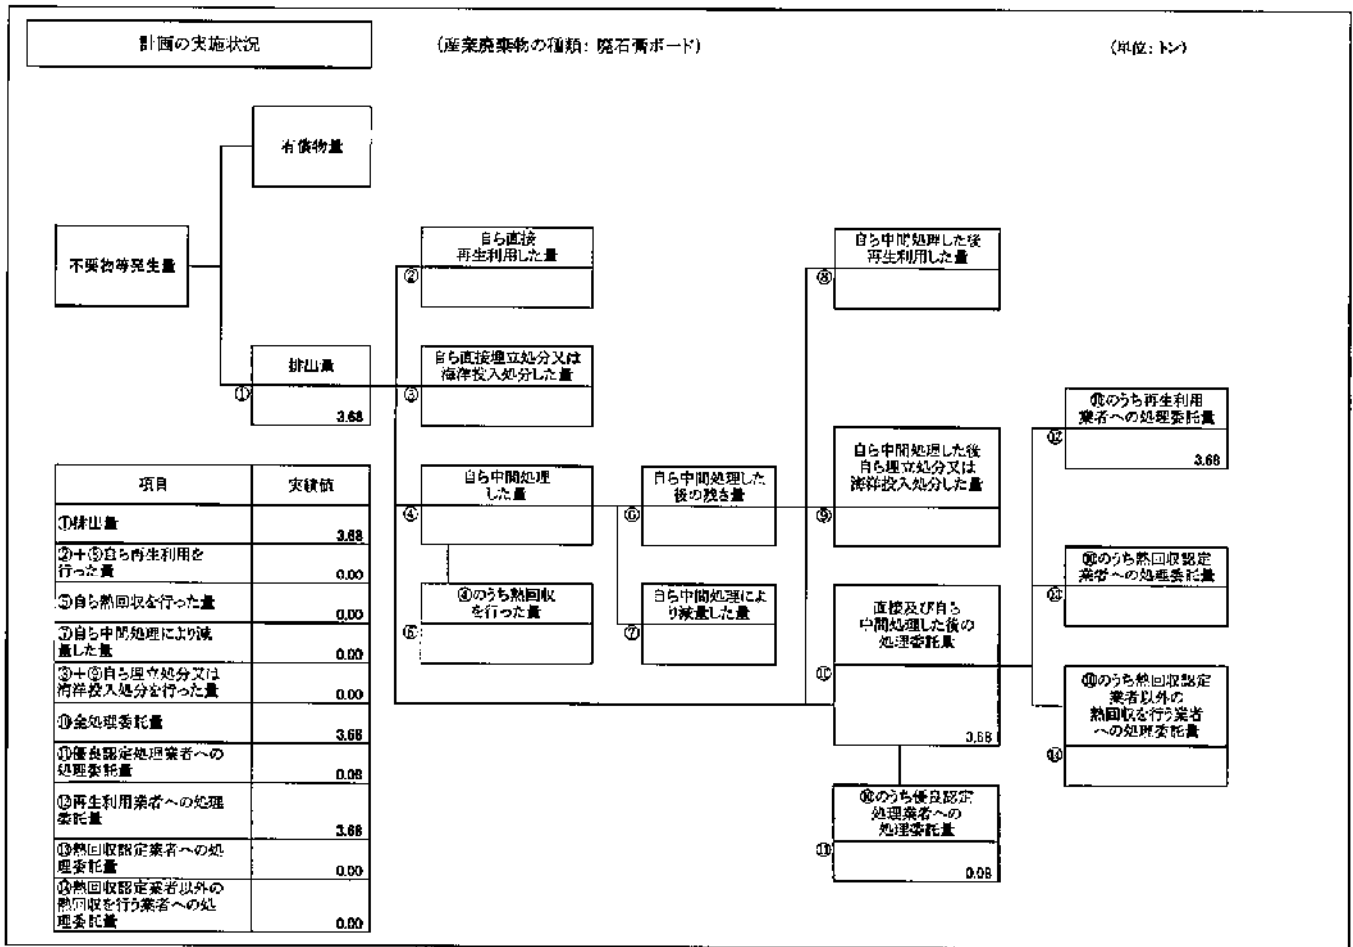 計画の実施状況
(産業廃棄物の種類: 廃石膏ボード)
(単位: トン)
有償物量
不要物等発生量
自ら直接
再生利用した量
②
自ら中間処理した後
再生利用した量
⑧
排出量
①
3.68
自ら直接埋立処分又は
海洋投入処分した量
③
⑩のうち再生利用
業者への処理委託量
⑫
3.68
自ら中間処理
した量
④
自ら中間処理した
後の残さ量
⑥
自ら中間処理した後
自ら埋立処分又は
海洋投入処分した量
⑨
⑩のうち熱回収認定
業者への処理委託量
⑬
④のうち熱回収
を行った量
⑤
自ら中間処理によ
り減量した量
⑦
直接及び自ら
中間処理した後の
処理委託量
⑩
3.68
⑩のうち熱回収認定
業者以外の
熱回収を行う業者
への処理委託量
⑭
⑩のうち優良認定
処理業者への
処理委託量
⑪
0.08
項目 実績値
①排出量 3.68
②+⑧自ら再生利用を
行った量 0.00
⑤自ら熱回収を行った量 0.00
⑦自ら中間処理により減
量した量 0.00
③+⑨自ら埋立処分又は
海洋投入処分を行った量 0.00
⑩全処理委託量 3.68
⑪優良認定処理業者への
処理委託量 0.08
⑫再生利用業者への処理
委託量 3.68
⑬熱回収認定業者への処
理委託量 0.00
⑭熱回収認定業者以外の
熱回収を行う業者への処
理委託量 0.00